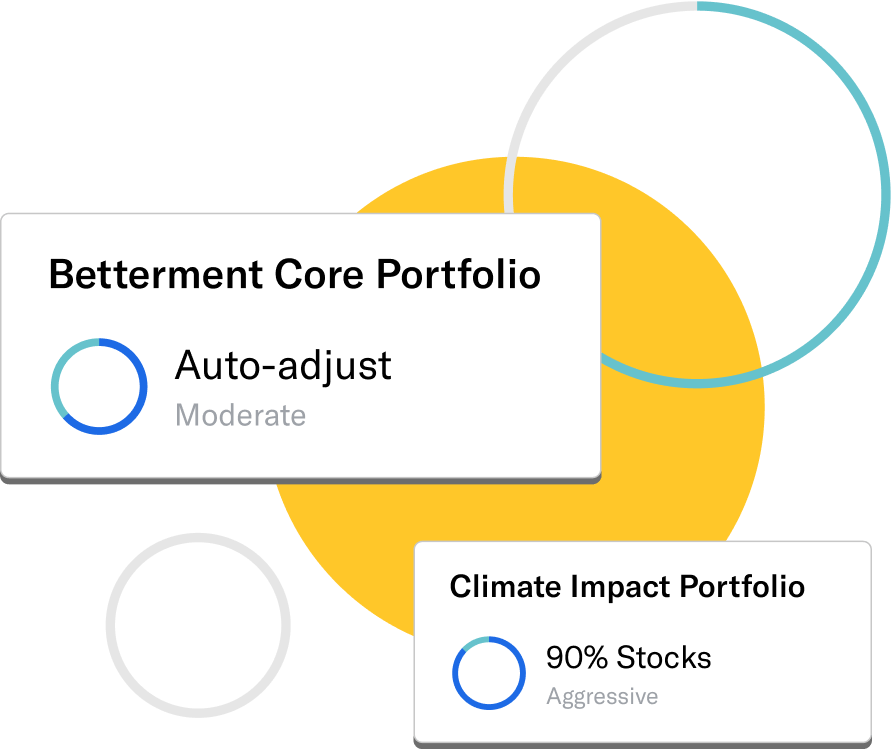 Betterment Core Portfolio
Auto-adjust
Moderate
Climate Impact Portfolio
90% Stocks
Aggressive